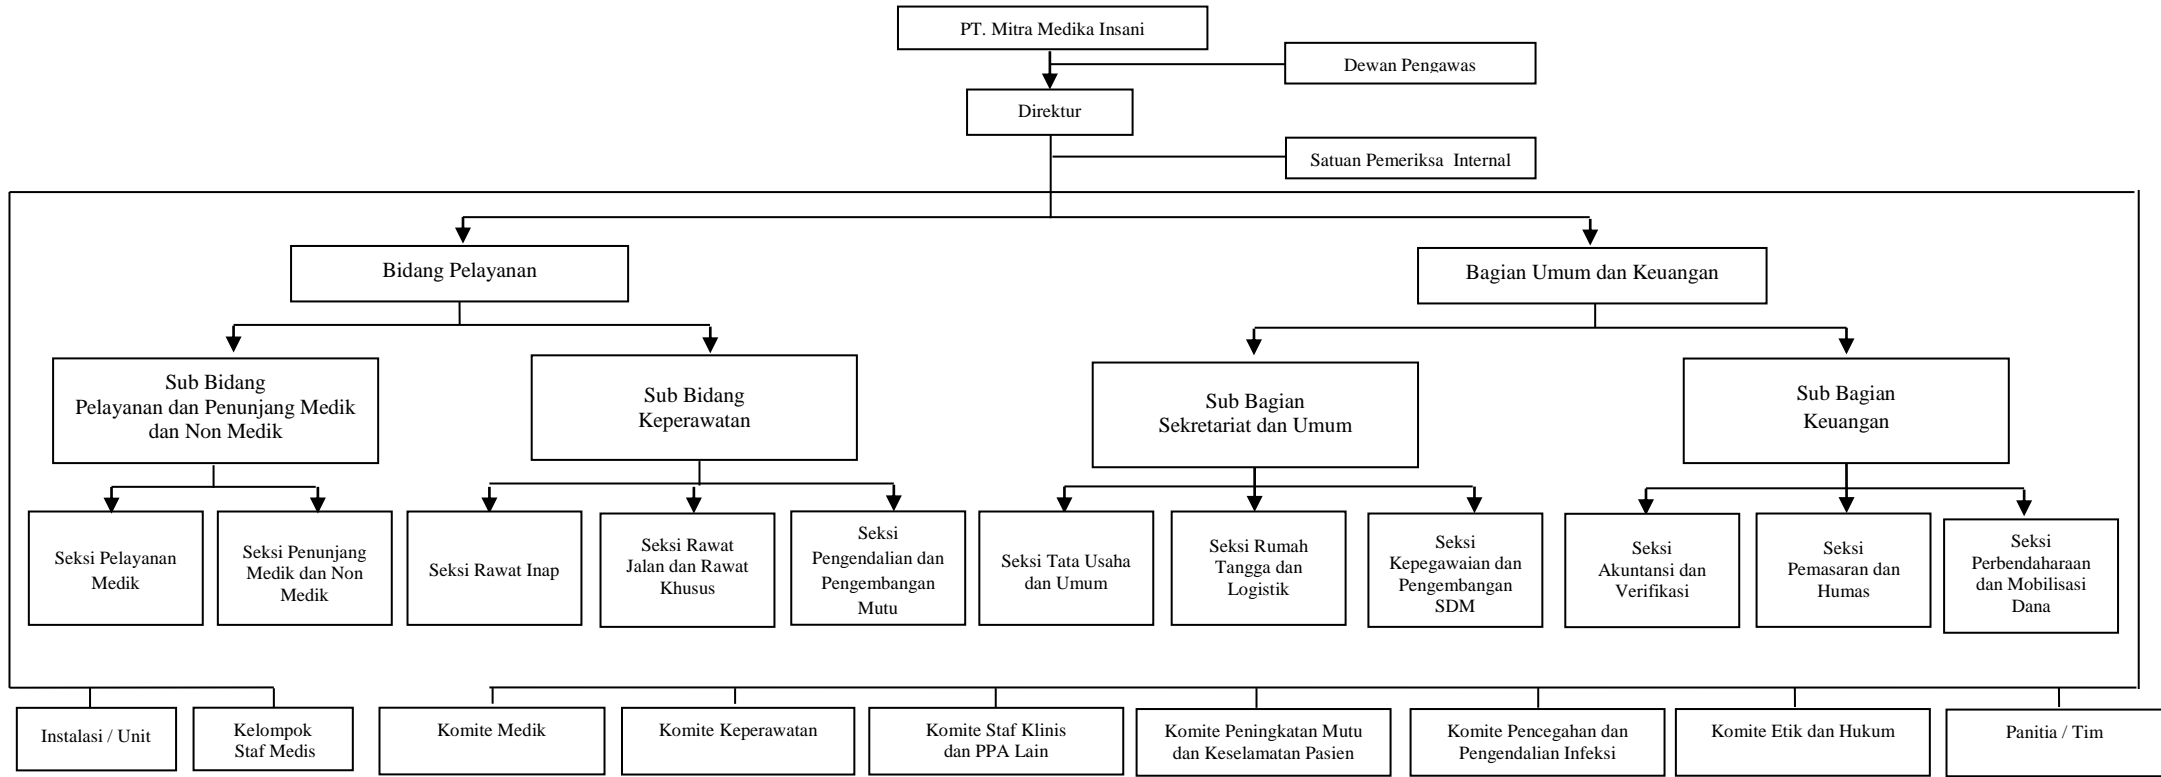 PT. Mitra Medika Insani
Dewan Pengawas
Direktur
Satuan Pemeriksa Internal
Bidang Pelayanan
Bagian Umum dan Keuangan
Sub Bidang
Pelayanan dan Penunjang Medik
dan Non Medik
Sub Bidang
Keperawatan
Sub Bagian
Sekretariat dan Umum
Sub Bagian
Keuangan
Seksi Pelayanan
Medik
Seksi Penunjang
Medik dan Non
Medik
Seksi Rawat Inap
Seksi Rawat
Jalan dan Rawat
Khusus
Seksi
Pengendalian dan
Pengembangan
Mutu
Seksi Tata Usaha
dan Umum
Seksi Rumah
Tangga dan
Logistik
Seksi
Kepegawaian dan
Pengembangan
SDM
Seksi
Akuntansi dan
Verifikasi
Seksi
Pemasaran dan
Humas
Seksi
Perbendaharaan
dan Mobilisasi
Dana
Instalasi / Unit
Kelompok
Staf Medis
Komite Medik
Komite Keperawatan
Komite Staf Klinis
dan PPA Lain
Komite Peningkatan Mutu
dan Keselamatan Pasien
Komite Pencegahan dan
Pengendalian Infeksi
Komite Etik dan Hukum
Panitia / Tim